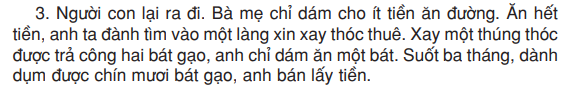 3. Người con lại ra đi. Bà mẹ chỉ dám cho ít tiền ăn đường. Ăn hết
tiền, anh ta đành tìm vào một làng xin xay thóc thuê. Xay một thúng thóc
được trả công hai bát gạo, anh chỉ dám ăn một bát. Suốt ba tháng, dành
dụm được chín mươi bát gạo, anh bán lấy tiền.